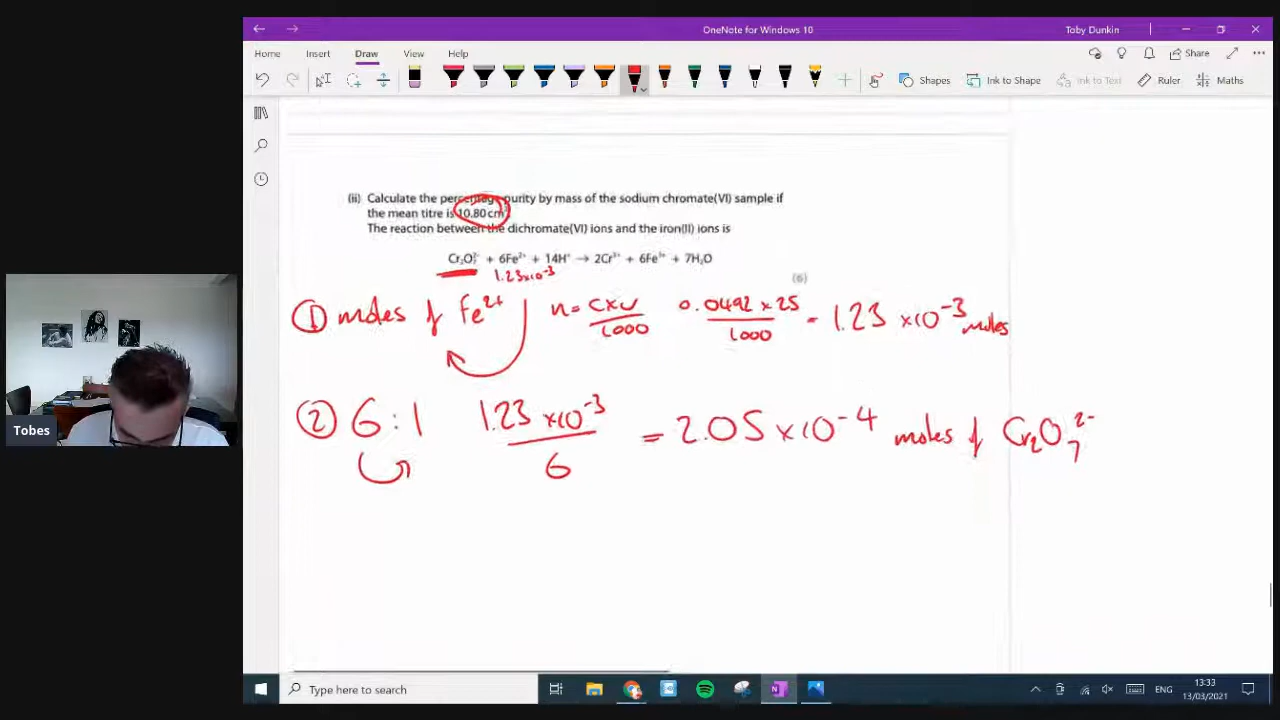 OneNote for Windows 10
Toby Dunkin
Home Insert Draw View Help
Share
Shapes Ink to Shape Ink to Text Ruler Maths
(ii) Calculate the percentage purity by mass of the sodium chromate(VI) sample if
the mean titre is 10.80 cm³
The reaction between the dichromate(VI) ions and the iron(II) ions is
Cr₂O₇²⁻ + 6Fe²⁺ + 14H⁺ → 2Cr³⁺ + 6Fe³⁺ + 7H₂O
1.23x10⁻³
(6)
① moles of Fe²⁺ n = cxv/1000 0.0492 x 25/1000 = 1.23 x10⁻³ moles
② 6:1 1.23 x10⁻³/6 = 2.05 x10⁻⁴ moles of Cr₂O₇²⁻
Tobes
Type here to search
ENG
13:33
13/03/2021